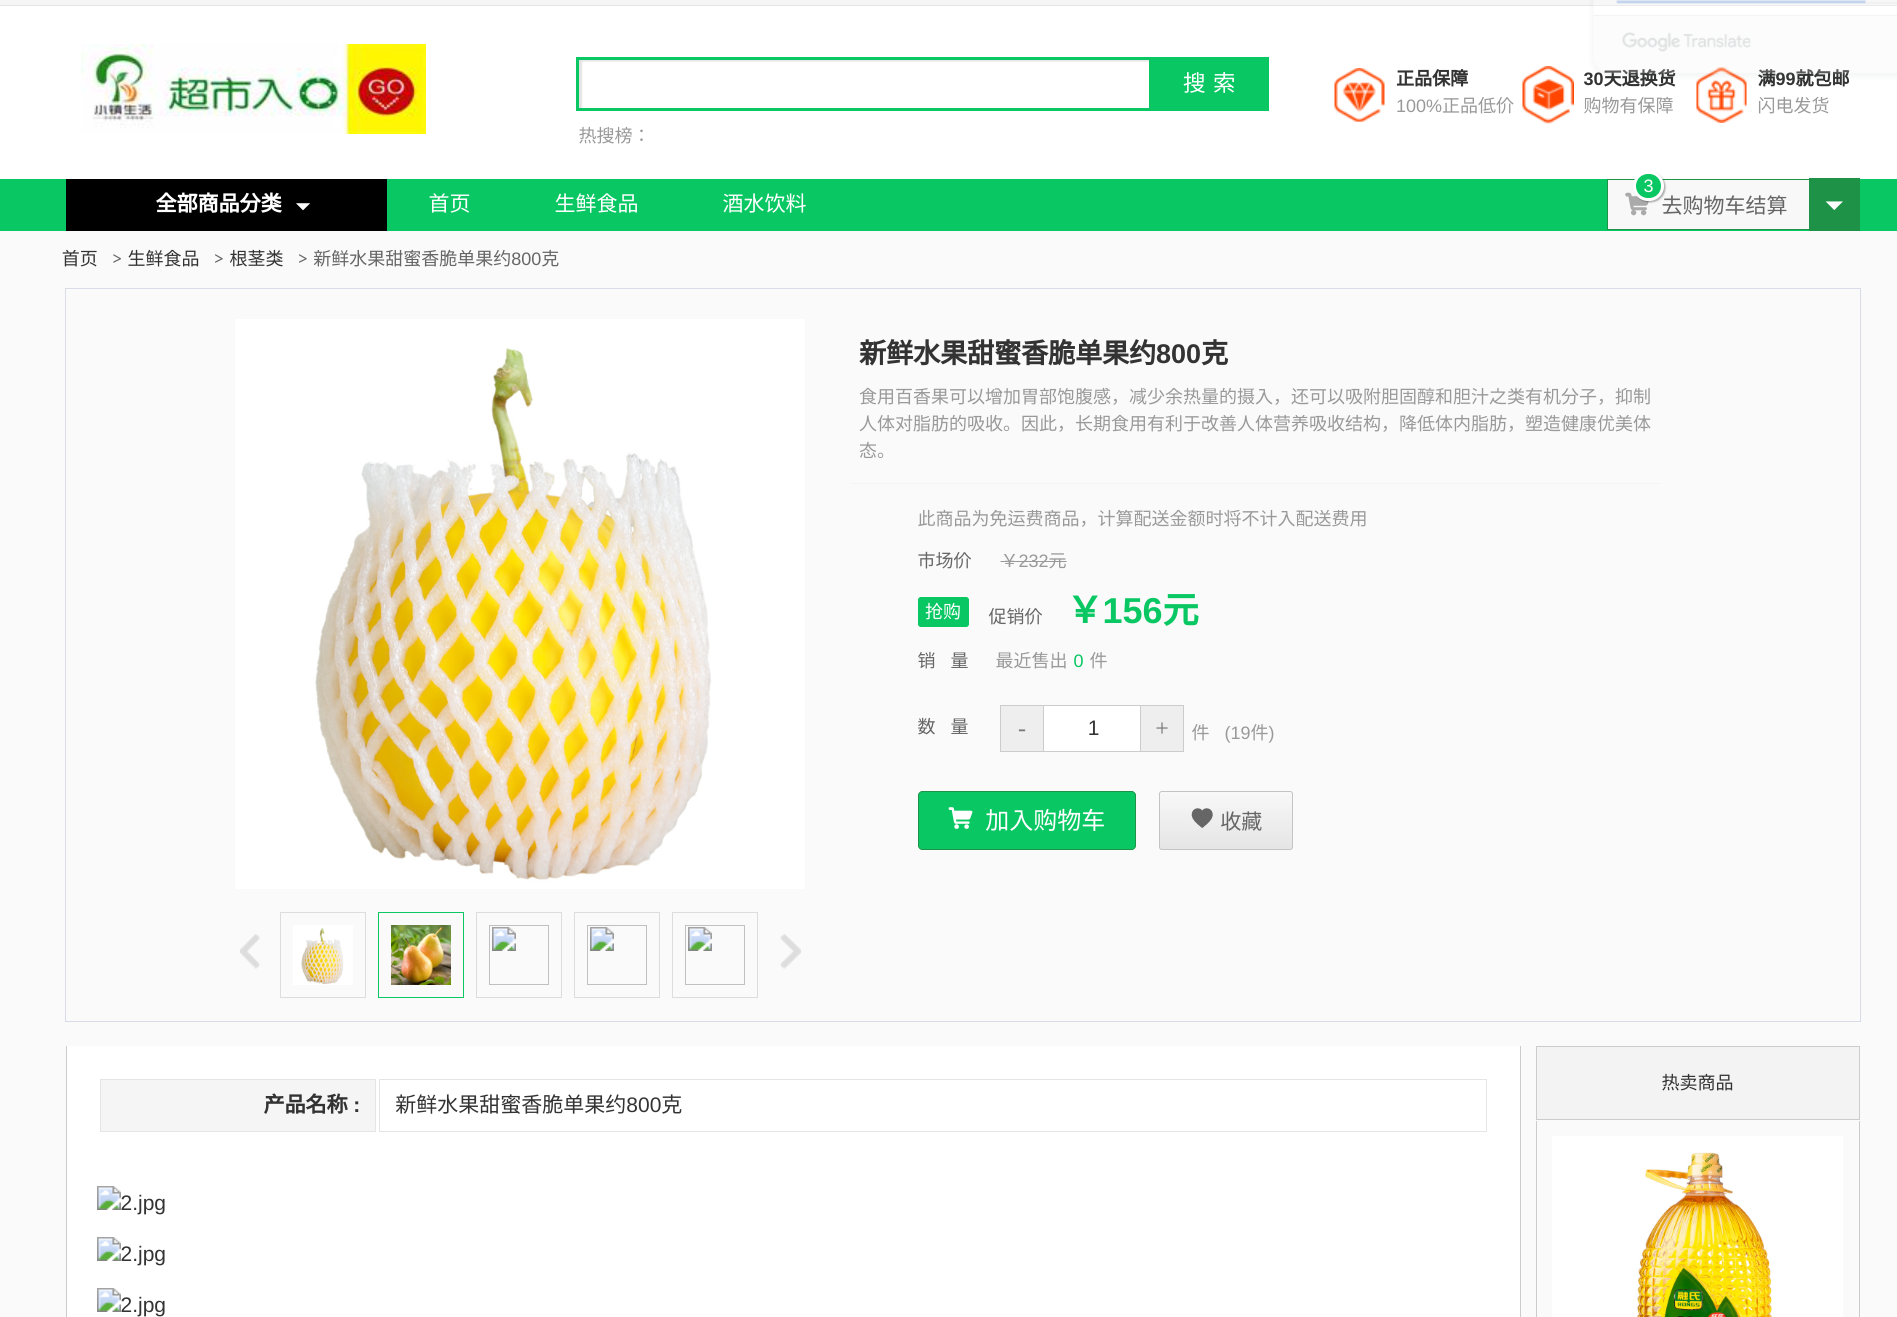 Google Translate
小镇生活
超市入口
GO
搜 索
热搜榜：
正品保障
100%正品低价
30天退换货
购物有保障
满99就包邮
闪电发货
全部商品分类
首页
生鲜食品
酒水饮料
3
去购物车结算
首页 > 生鲜食品 > 根茎类 > 新鲜水果甜蜜香脆单果约800克
新鲜水果甜蜜香脆单果约800克
食用百香果可以增加胃部饱腹感，减少余热量的摄入，还可以吸附胆固醇和胆汁之类有机分子，抑制
人体对脂肪的吸收。因此，长期食用有利于改善人体营养吸收结构，降低体内脂肪，塑造健康优美体
态。
此商品为免运费商品，计算配送金额时将不计入配送费用
市场价 ￥232元
抢购 促销价 ￥156元
销 量 最近售出 0 件
数 量 - 1 + 件 (19件)
加入购物车
收藏
产品名称 : 新鲜水果甜蜜香脆单果约800克
热卖商品
2.jpg
2.jpg
2.jpg
融氏